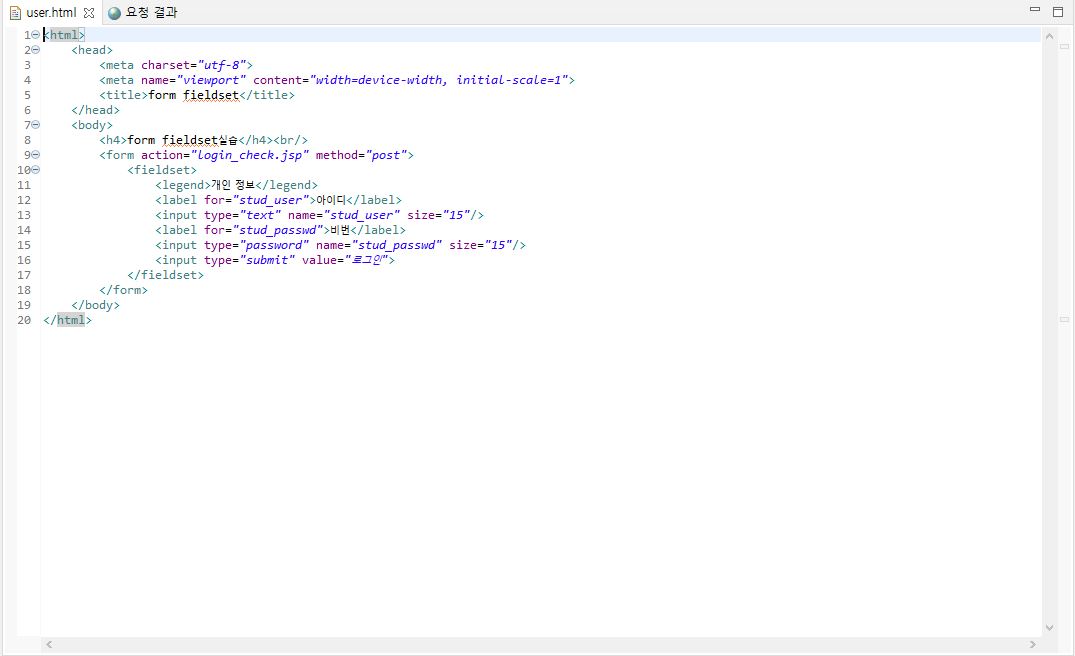 user.html 요청 결과
1 <html>
2 <head>
3 <meta charset="utf-8">
4 <meta name="viewport" content="width=device-width, initial-scale=1">
5 <title>form fieldset</title>
6 </head>
7 <body>
8 <h4>form fieldset실습</h4><br/>
9 <form action="login_check.jsp" method="post">
10 <fieldset>
11 <legend>개인 정보</legend>
12 <label for="stud_user">아이디</label>
13 <input type="text" name="stud_user" size="15"/>
14 <label for="stud_passwd">비번</label>
15 <input type="password" name="stud_passwd" size="15"/>
16 <input type="submit" value="로그인">
17 </fieldset>
18 </form>
19 </body>
20 </html>